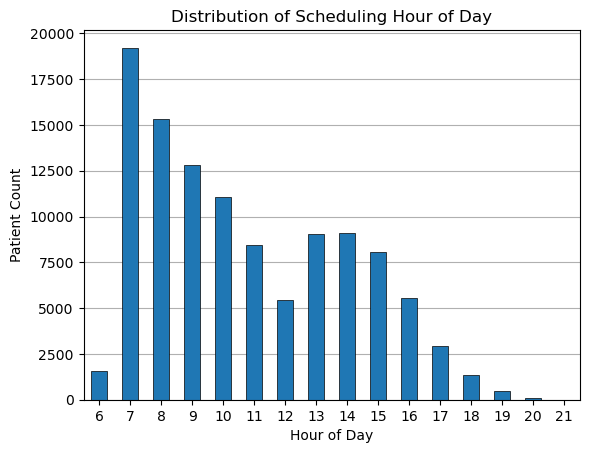 Distribution of Scheduling Hour of Day
20000
17500
15000
12500
10000
7500
5000
2500
0
Patient Count
6 7 8 9 10 11 12 13 14 15 16 17 18 19 20 21
Hour of Day